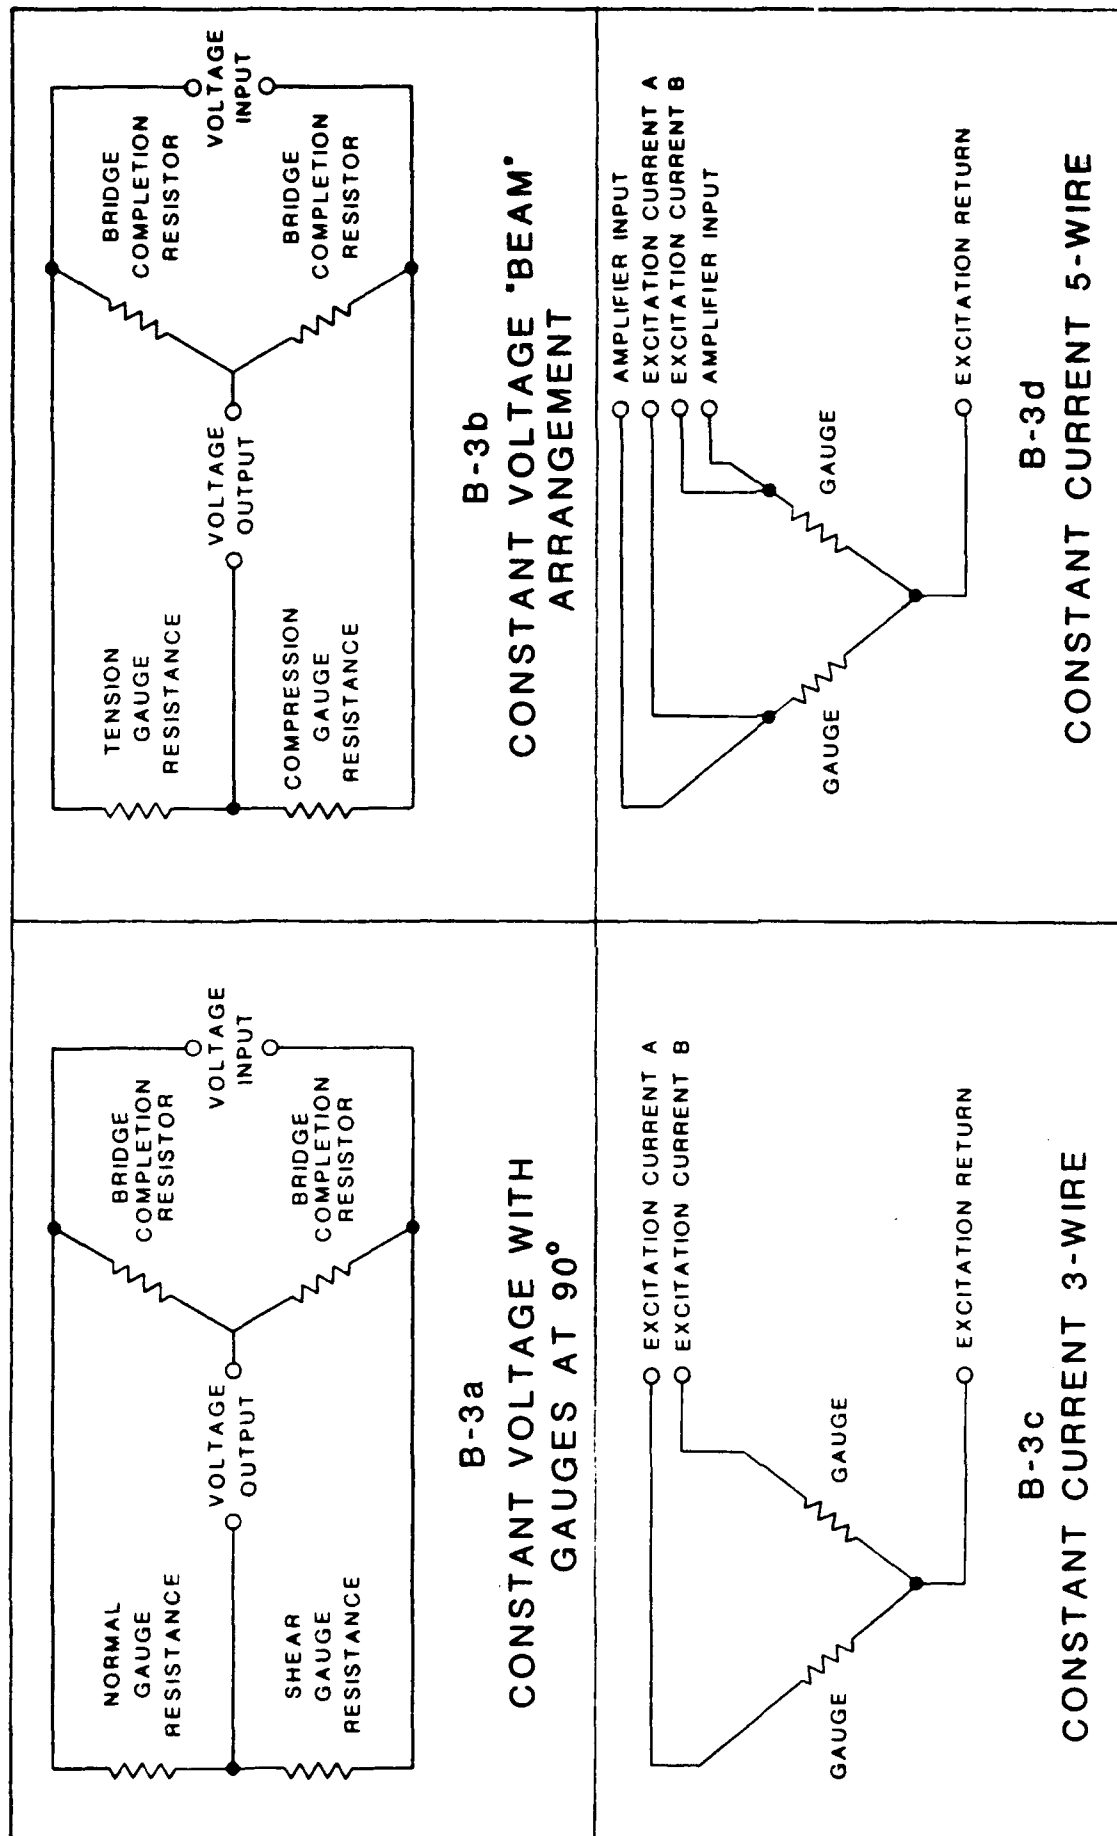 NORMAL
GAUGE
RESISTANCE
SHEAR
GAUGE
RESISTANCE
VOLTAGE
OUTPUT
BRIDGE
COMPLETION
RESISTOR
BRIDGE
COMPLETION
RESISTOR
VOLTAGE
INPUT
B-3a
CONSTANT VOLTAGE WITH
GAUGES AT 90°
TENSION
GAUGE
RESISTANCE
COMPRESSION
GAUGE
RESISTANCE
VOLTAGE
OUTPUT
BRIDGE
COMPLETION
RESISTOR
BRIDGE
COMPLETION
RESISTOR
VOLTAGE
INPUT
B-3b
CONSTANT VOLTAGE "BEAM"
ARRANGEMENT
EXCITATION CURRENT A
EXCITATION CURRENT B
GAUGE
GAUGE
EXCITATION RETURN
B-3c
CONSTANT CURRENT 3-WIRE
AMPLIFIER INPUT
EXCITATION CURRENT A
EXCITATION CURRENT B
AMPLIFIER INPUT
GAUGE
GAUGE
EXCITATION RETURN
B-3d
CONSTANT CURRENT 5-WIRE